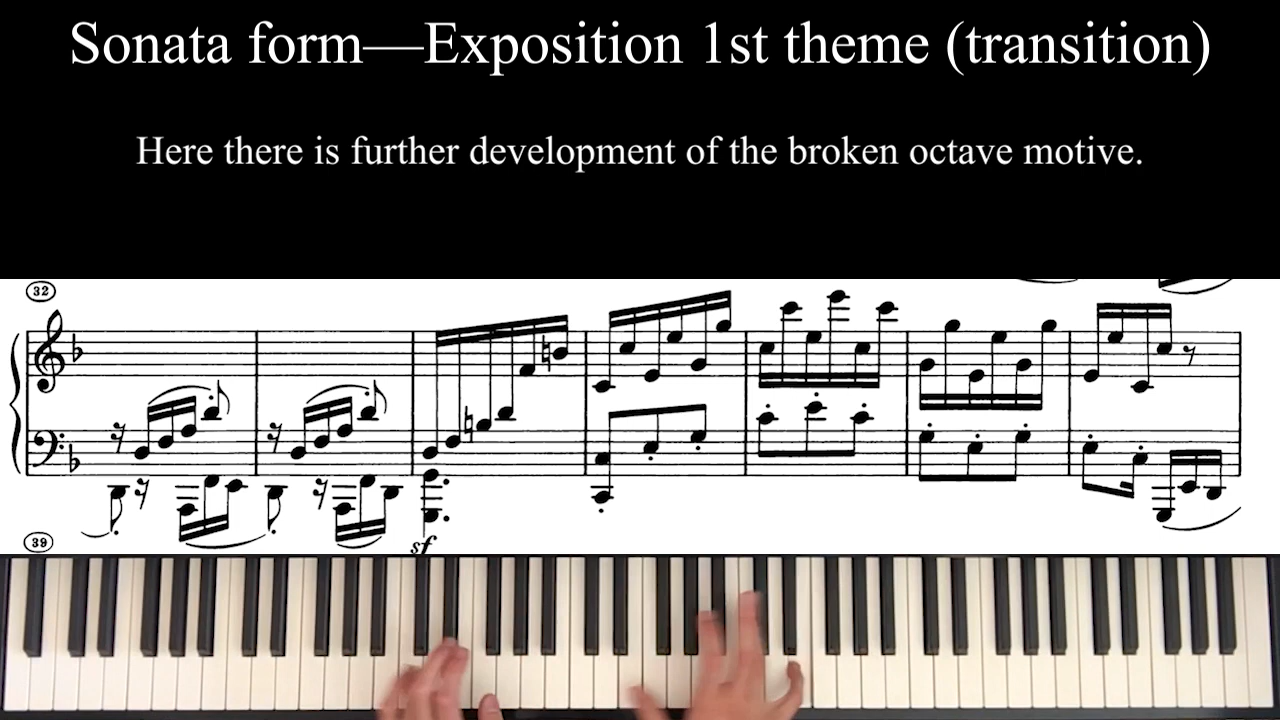 Sonata form—Exposition 1st theme (transition)
Here there is further development of the broken octave motive.
32
39
sf